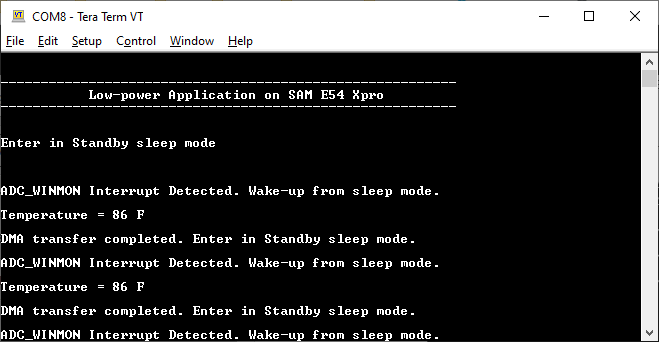 COM8 - Tera Term VT
File Edit Setup Control Window Help
Low-power Application on SAM E54 Xpro
Enter in Standby sleep mode
ADC_WINMON Interrupt Detected. Wake-up from sleep mode.
Temperature = 86 F
DMA transfer completed. Enter in Standby sleep mode.
ADC_WINMON Interrupt Detected. Wake-up from sleep mode.
Temperature = 86 F
DMA transfer completed. Enter in Standby sleep mode.
ADC_WINMON Interrupt Detected. Wake-up from sleep mode.